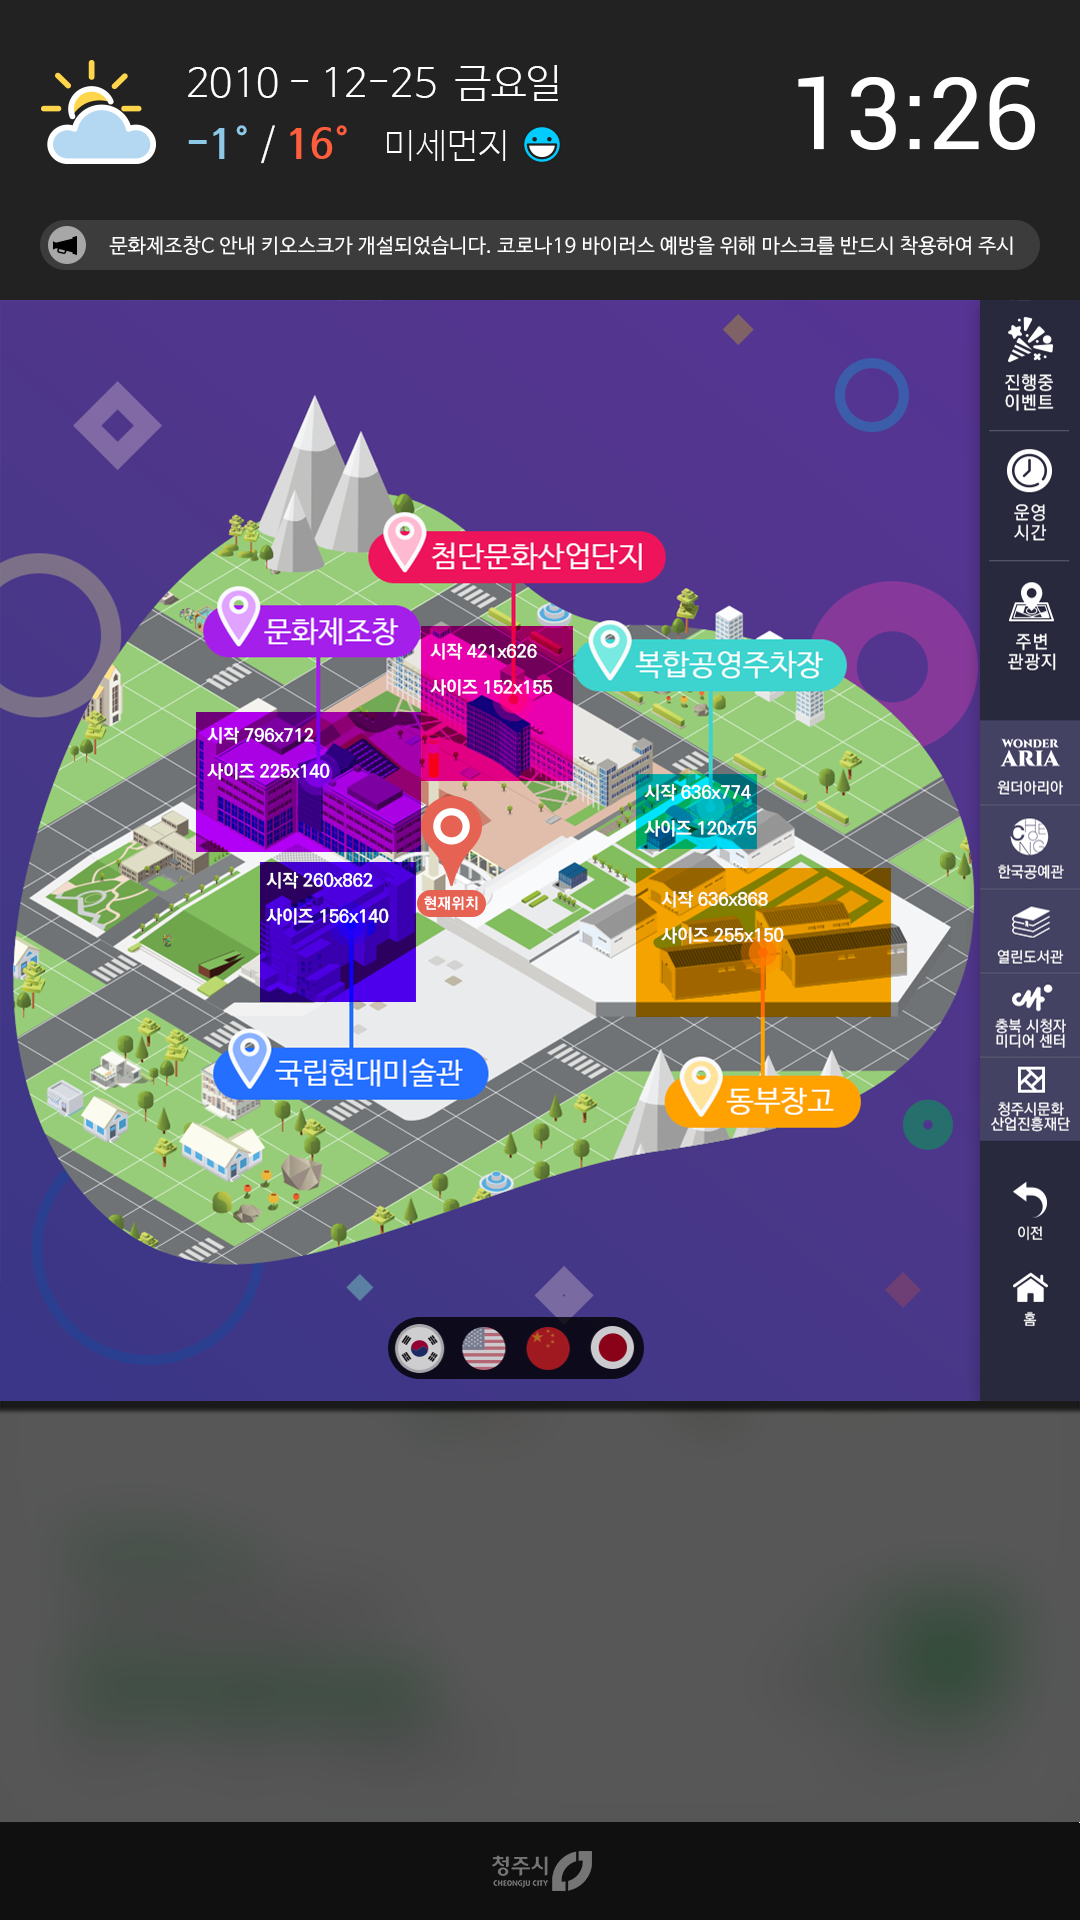 2010 - 12-25 금요일
-1° / 16° 미세먼지
13:26
문화제조창C 안내 키오스크가 개설되었습니다. 코로나19 바이러스 예방을 위해 마스크를 반드시 착용하여 주시
진행중
이벤트
운영
시간
주변
관광지
WONDER
ARIA
원더아리아
CHEONG
한국공예관
열린도서관
충북 시청자
미디어 센터
청주시문화
산업진흥재단
이전
홈
첨단문화산업단지
문화제조창
시작 421x626
사이즈 152x155
복합공영주차장
시작 796x712
사이즈 225x140
시작 636x774
사이즈 120x75
시작 260x862
사이즈 156x140
현재위치
시작 636x868
사이즈 255x150
국립현대미술관
동부창고
청주시
CHEONGJU CITY